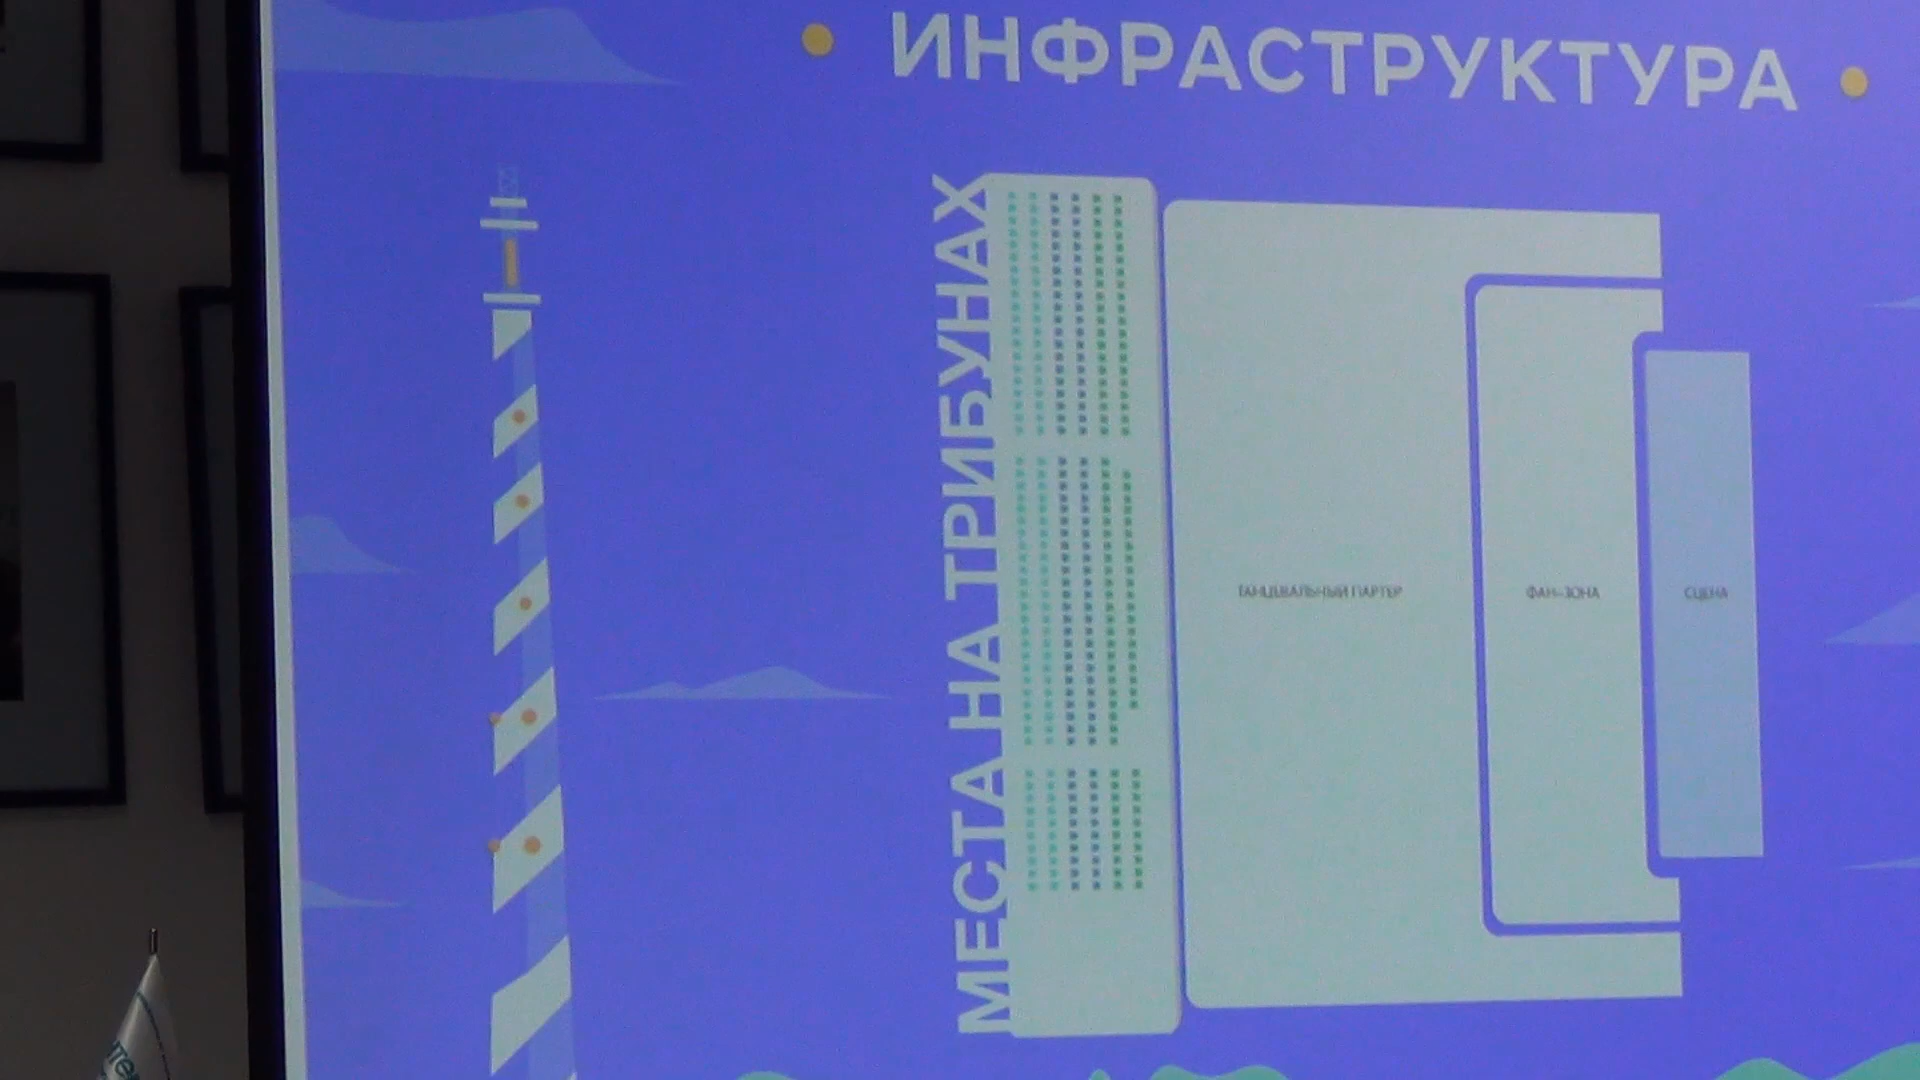 ИНФРАСТРУКТУРА
МЕСТА НА ТРИБУНАХ
ТАНЦЕВАЛЬНЫЙ ПАРТЕР
ФАН-ЗОНА
СЦЕНА